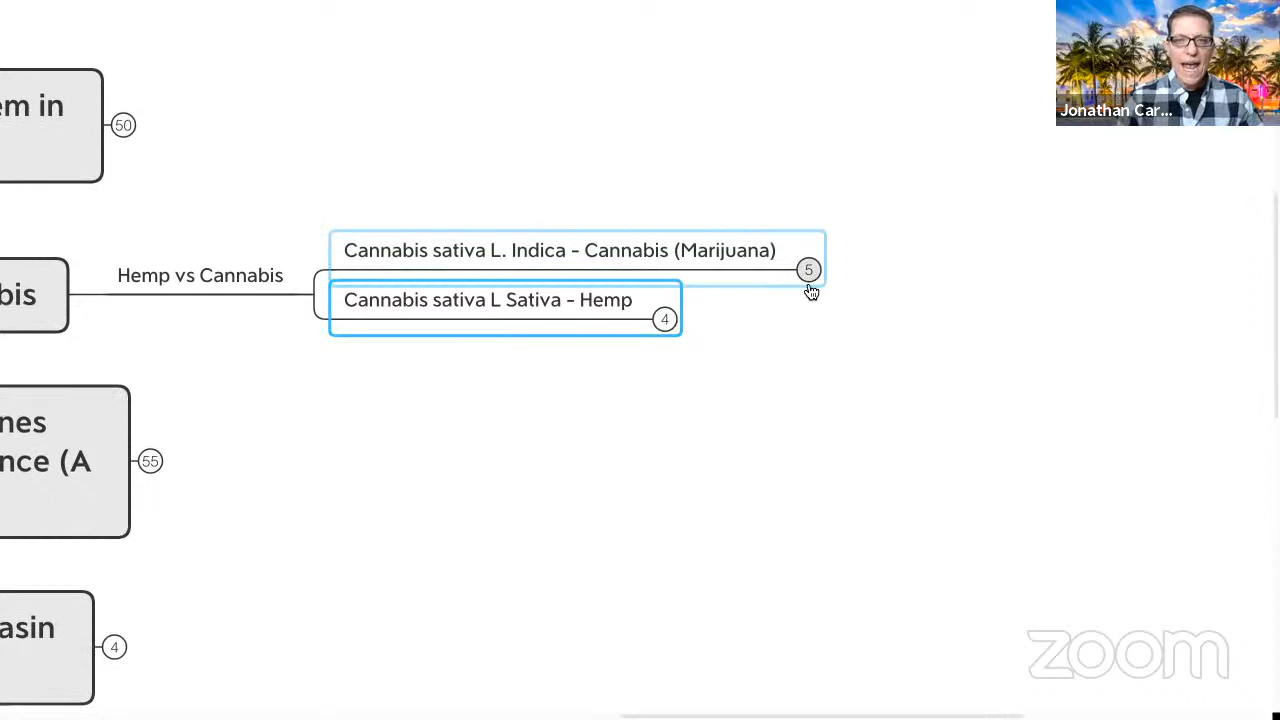 em in
50
Jonathan Car...
Cannabis sativa L. Indica - Cannabis (Marijuana)
5
Hemp vs Cannabis
bis
Cannabis sativa L Sativa - Hemp
4
nes
nce (A
55
asin
4
zoom